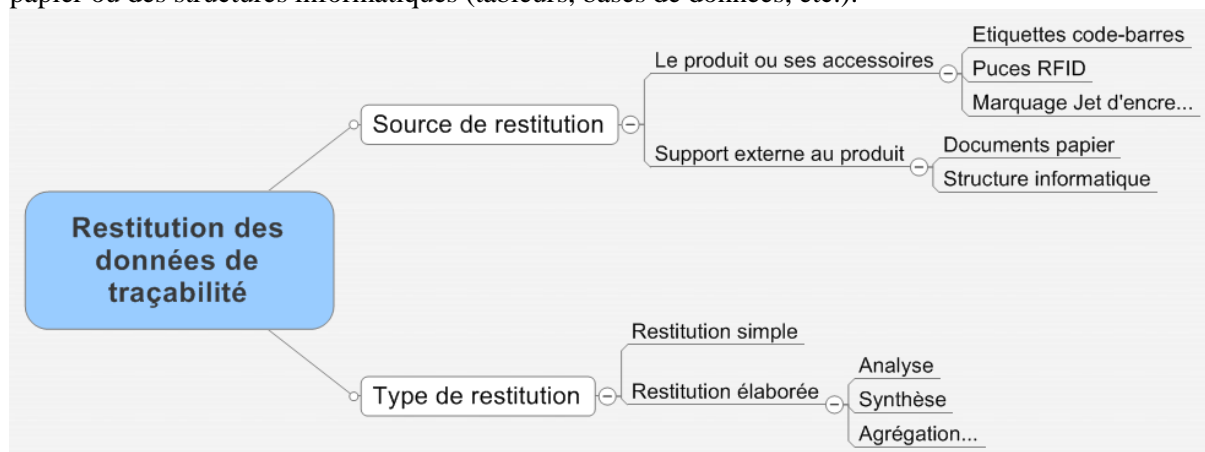 papier ou des structures informatiques (tableurs, bases de données, etc.).
Etiquettes code-barres
Le produit ou ses accessoires
Puces RFID
Marquage Jet d'encre...
Source de restitution
Support externe au produit
Documents papier
Structure informatique
Restitution des
données de
traçabilité
Restitution simple
Type de restitution
Restitution élaborée
Analyse
Synthèse
Agrégation...